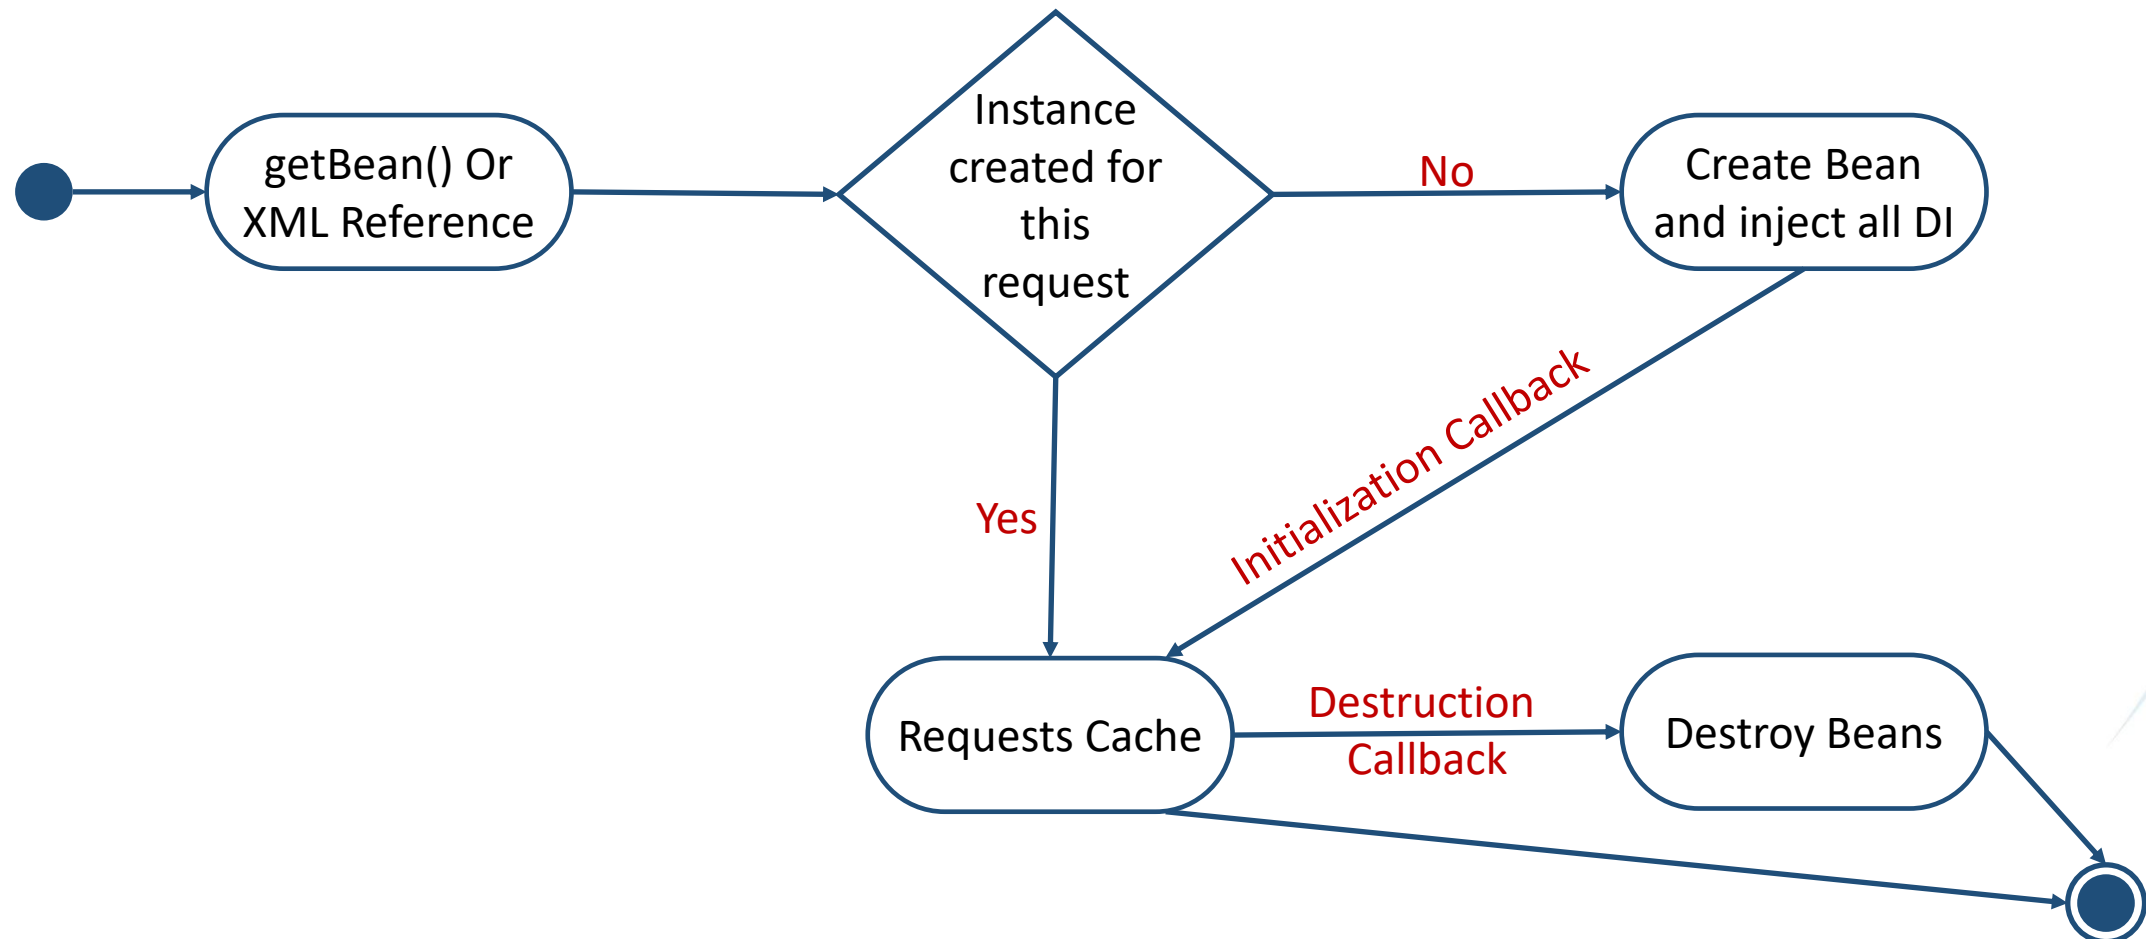 getBean() Or
XML Reference
Instance
created for
this
request
No
Create Bean
and inject all DI
Yes
Initialization Callback
Requests Cache
Destruction
Callback
Destroy Beans